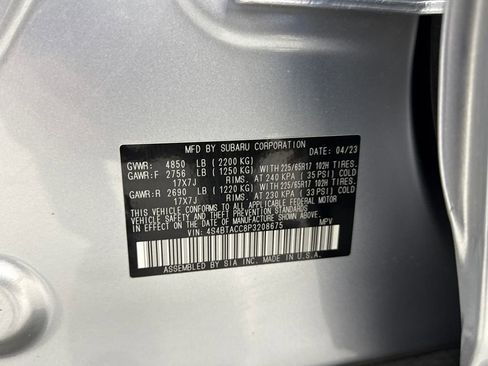 MFD. BY SUBARU CORPORATION DATE: 04/23
GVWR: 4850 LB (2200 KG)
GAWR:F 2756 LB (1250 KG) WITH 225/65R17 102H TIRES.
17X7J RIMS. AT 240 KPA (35 PSI) COLD
GAWR:R 2690 LB (1220 KG) WITH 225/65R17 102H TIRES.
17X7J RIMS. AT 230 KPA (33 PSI) COLD
THIS VEHICLE CONFORMS TO ALL APPLICABLE FEDERAL MOTOR
VEHICLE SAFETY AND BUMPER STANDARDS
IN EFFECT ON THE DATE OF MANUFACTURE SHOWN ABOVE.
VIN: 4S4BTACC8P3208675 MPV
ASSEMBLED BY SIA INC. MADE IN U.S.A.